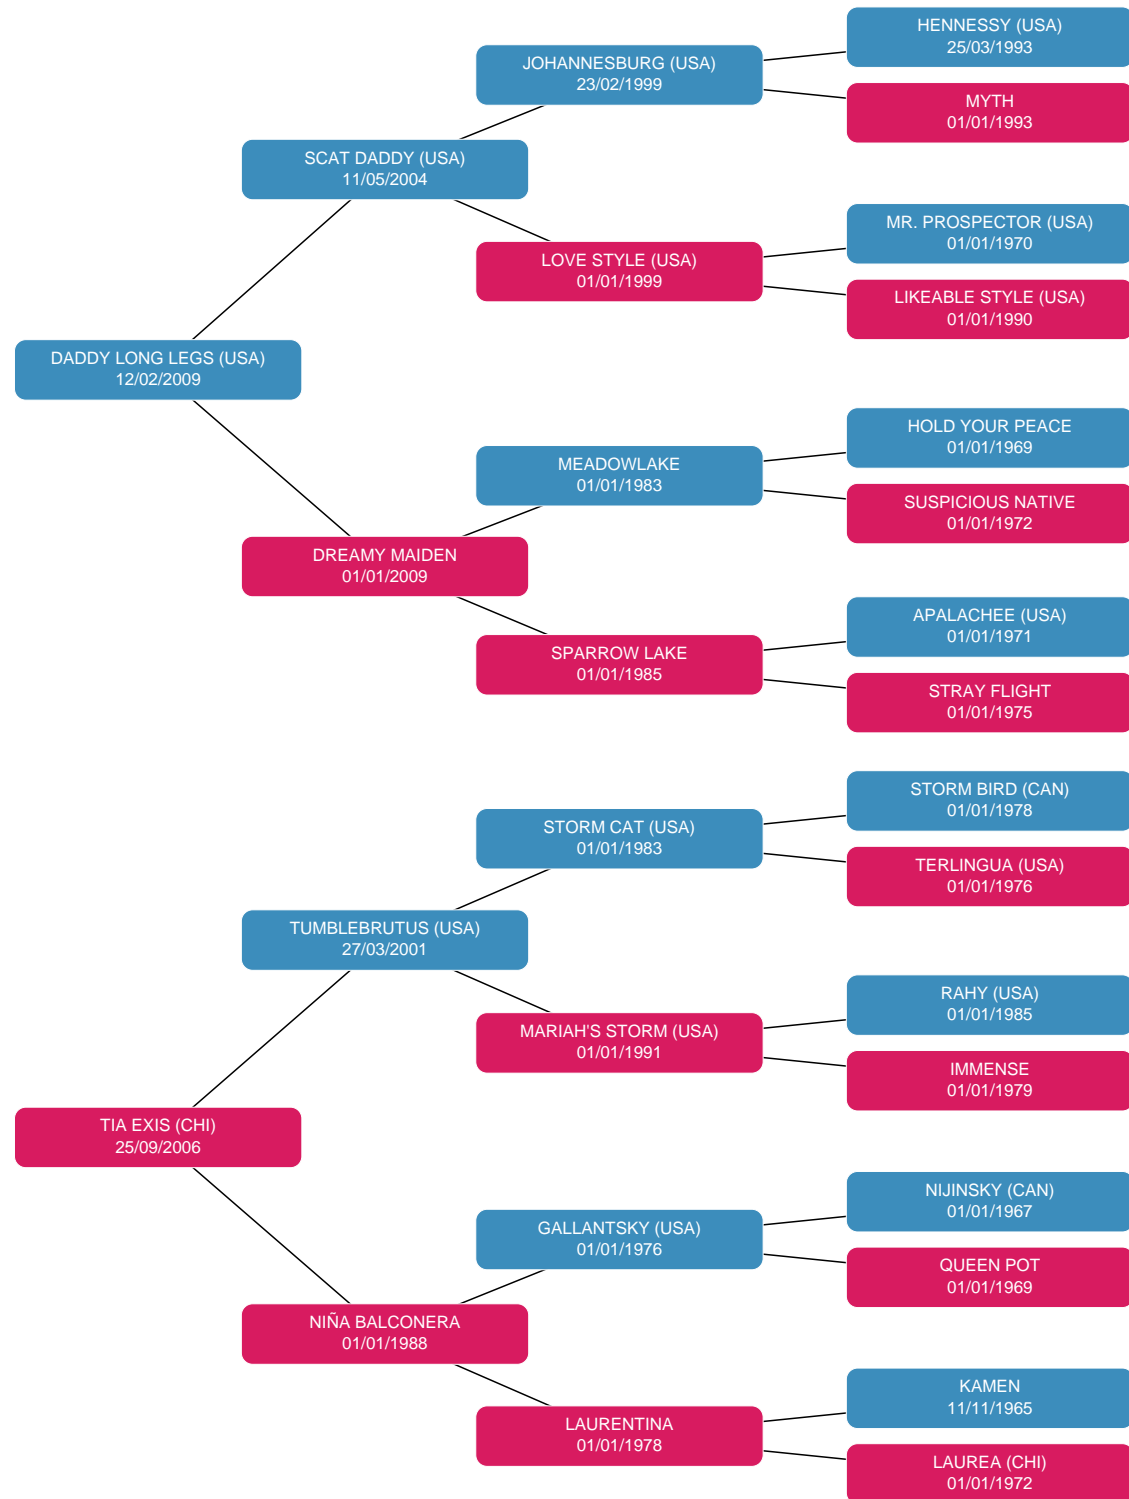 HENNESSY (USA)
25/03/1993
JOHANNESBURG (USA)
23/02/1999
MYTH
01/01/1993
SCAT DADDY (USA)
11/05/2004
MR. PROSPECTOR (USA)
01/01/1970
LOVE STYLE (USA)
01/01/1999
LIKEABLE STYLE (USA)
01/01/1990
DADDY LONG LEGS (USA)
12/02/2009
HOLD YOUR PEACE
01/01/1969
MEADOWLAKE
01/01/1983
SUSPICIOUS NATIVE
01/01/1972
DREAMY MAIDEN
01/01/2009
APALACHEE (USA)
01/01/1971
SPARROW LAKE
01/01/1985
STRAY FLIGHT
01/01/1975
STORM BIRD (CAN)
01/01/1978
STORM CAT (USA)
01/01/1983
TERLINGUA (USA)
01/01/1976
TUMBLEBRUTUS (USA)
27/03/2001
RAHY (USA)
01/01/1985
MARIAH'S STORM (USA)
01/01/1991
IMMENSE
01/01/1979
TIA EXIS (CHI)
25/09/2006
NIJINSKY (CAN)
01/01/1967
GALLANTSKY (USA)
01/01/1976
QUEEN POT
01/01/1969
NIÑA BALCONERA
01/01/1988
KAMEN
11/11/1965
LAURENTINA
01/01/1978
LAUREA (CHI)
01/01/1972